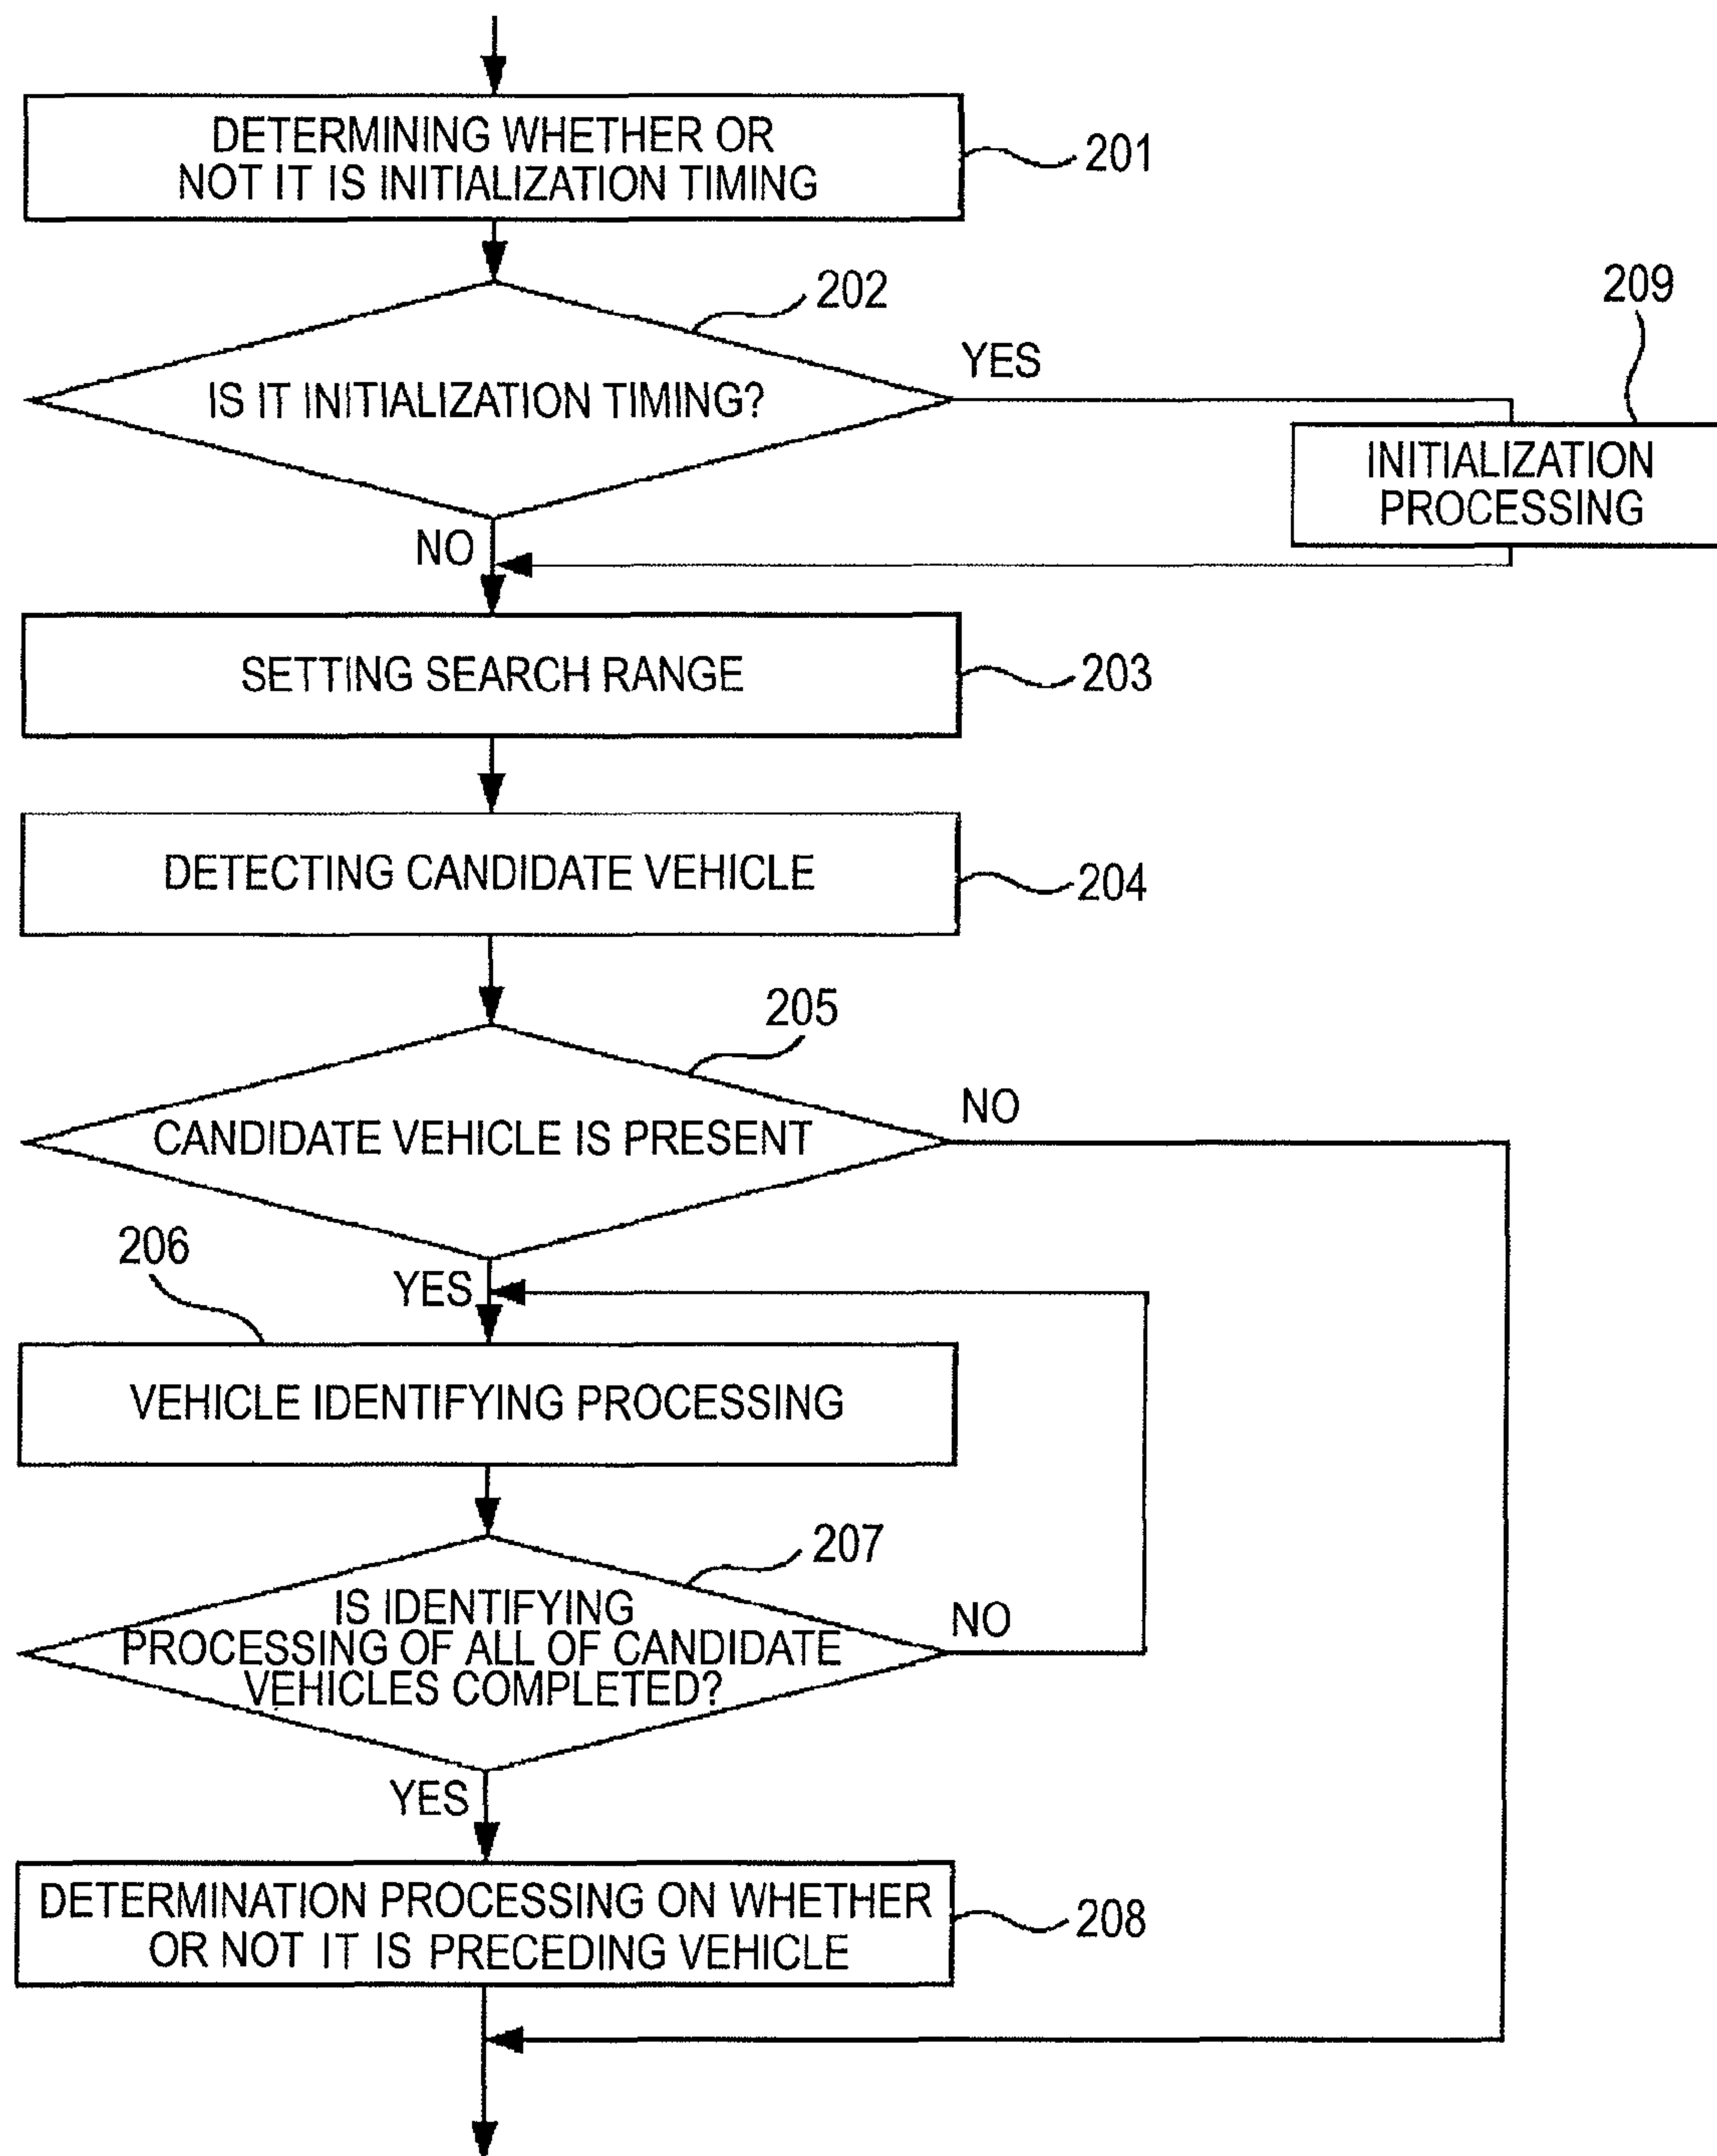 DETERMINING WHETHER OR
NOT IT IS INITIALIZATION TIMING
201
202
209
IS IT INITIALIZATION TIMING?
YES
INITIALIZATION
PROCESSING
NO
SETTING SEARCH RANGE
203
DETECTING CANDIDATE VEHICLE
204
205
CANDIDATE VEHICLE IS PRESENT
NO
206
YES
VEHICLE IDENTIFYING PROCESSING
207
IS IDENTIFYING
PROCESSING OF ALL OF CANDIDATE
VEHICLES COMPLETED?
NO
YES
DETERMINATION PROCESSING ON WHETHER
OR NOT IT IS PRECEDING VEHICLE
208